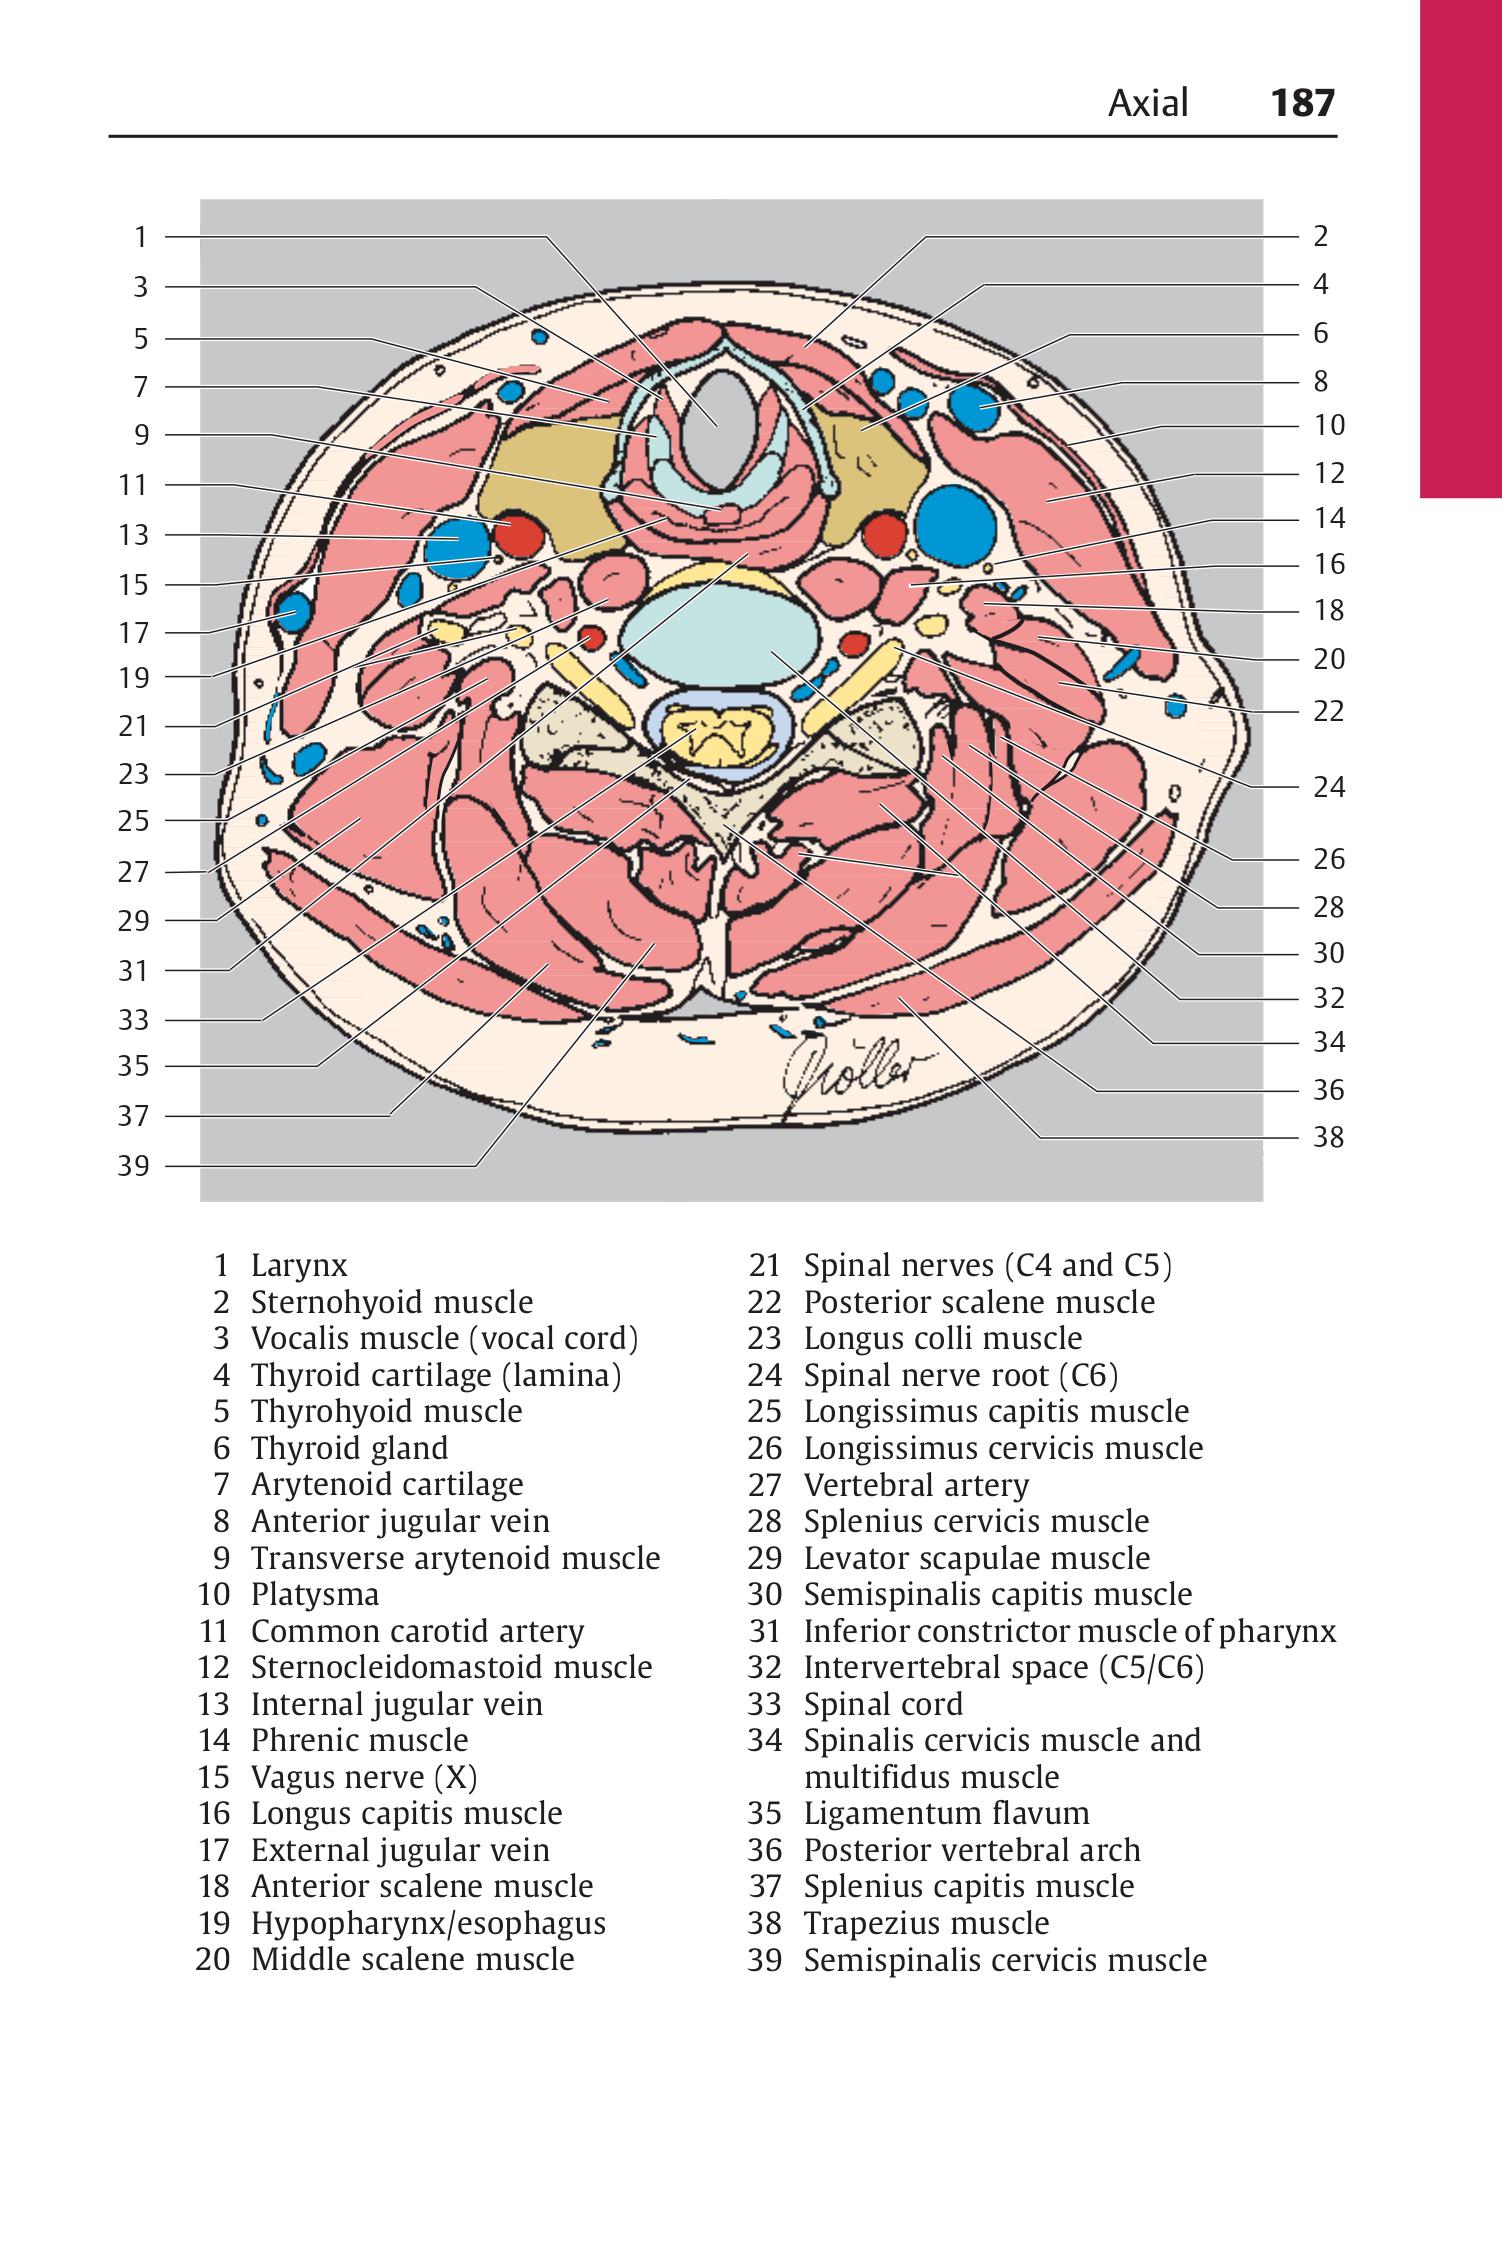 Axial 187
1
2
3
4
5
6
7
8
9
10
11
12
13
14
15
16
17
18
19
20
21
22
23
24
25
26
27
28
29
30
31
32
33
34
35
36
37
38
39
Möller
1 Larynx
2 Sternohyoid muscle
3 Vocalis muscle (vocal cord)
4 Thyroid cartilage (lamina)
5 Thyrohyoid muscle
6 Thyroid gland
7 Arytenoid cartilage
8 Anterior jugular vein
9 Transverse arytenoid muscle
10 Platysma
11 Common carotid artery
12 Sternocleidomastoid muscle
13 Internal jugular vein
14 Phrenic muscle
15 Vagus nerve (X)
16 Longus capitis muscle
17 External jugular vein
18 Anterior scalene muscle
19 Hypopharynx/esophagus
20 Middle scalene muscle
21 Spinal nerves (C4 and C5)
22 Posterior scalene muscle
23 Longus colli muscle
24 Spinal nerve root (C6)
25 Longissimus capitis muscle
26 Longissimus cervicis muscle
27 Vertebral artery
28 Splenius cervicis muscle
29 Levator scapulae muscle
30 Semispinalis capitis muscle
31 Inferior constrictor muscle of pharynx
32 Intervertebral space (C5/C6)
33 Spinal cord
34 Spinalis cervicis muscle and
multifidus muscle
35 Ligamentum flavum
36 Posterior vertebral arch
37 Splenius capitis muscle
38 Trapezius muscle
39 Semispinalis cervicis muscle